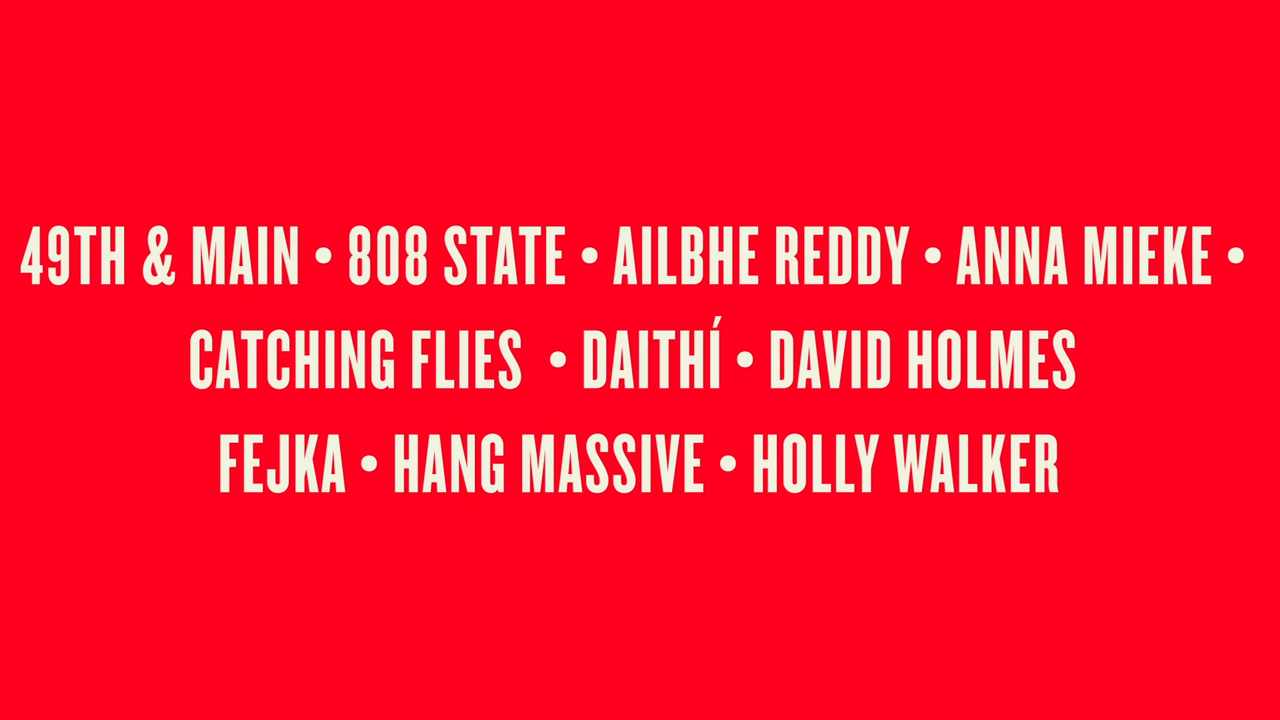 49TH & MAIN • 808 STATE • AILBHE REDDY • ANNA MIEKE •
CATCHING FLIES • DAITHÍ • DAVID HOLMES
FEJKA • HANG MASSIVE • HOLLY WALKER